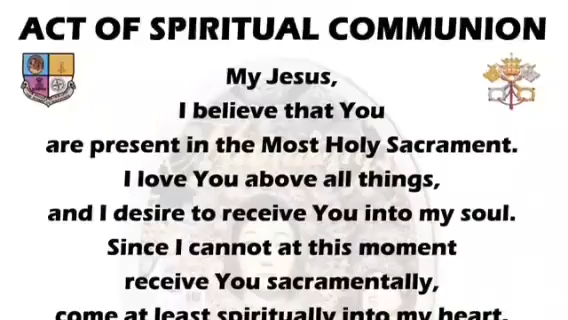 ACT OF SPIRITUAL COMMUNION
My Jesus,
I believe that You
are present in the Most Holy Sacrament.
I love You above all things,
and I desire to receive You into my soul.
Since I cannot at this moment
receive You sacramentally,
come at least spiritually into my heart.